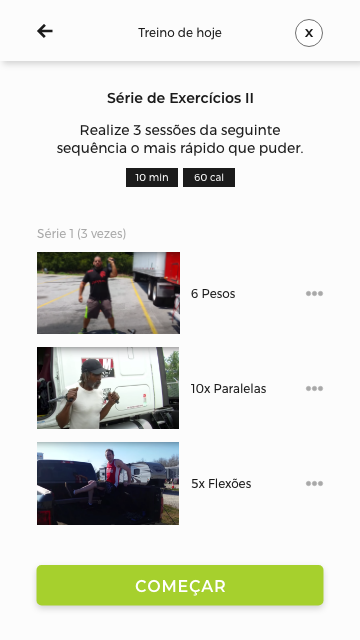 Treino de hoje
X
Série de Exercícios II
Realize 3 sessões da seguinte
sequência o mais rápido que puder.
10 min
60 cal
Série 1 (3 vezes)
6 Pesos
10x Paralelas
5x Flexões
COMEÇAR